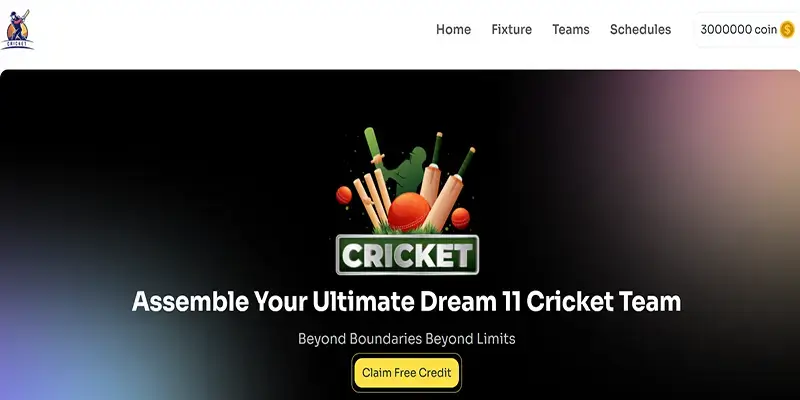 CRICKET
Home Fixture Teams Schedules 3000000 coin
CRICKET
Assemble Your Ultimate Dream 11 Cricket Team
Beyond Boundaries Beyond Limits
Claim Free Credit